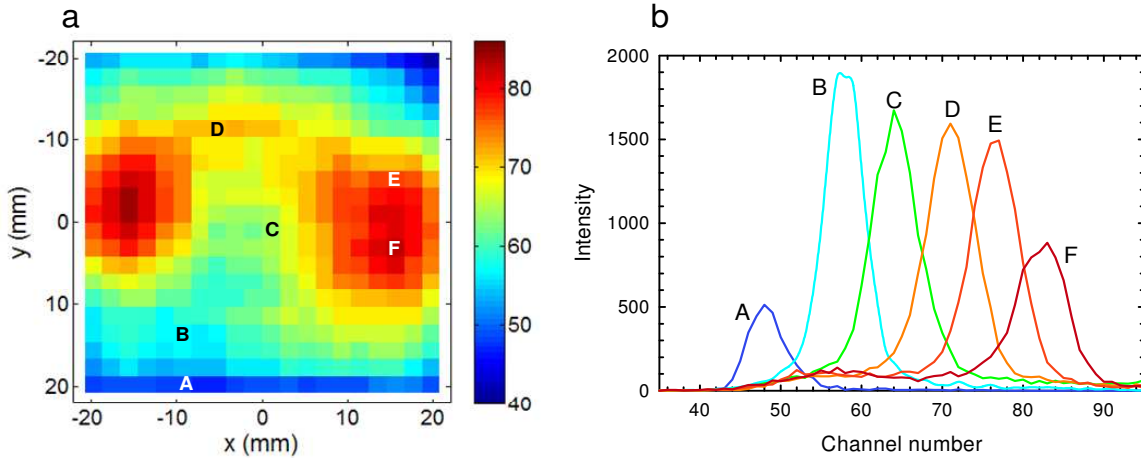 a
-20
-10
0
10
20
y (mm)
-20 -10 0 10 20
x (mm)
D
E
C
F
B
A
80
70
60
50
40
b
2000
1500
1000
500
0
Intensity
40 50 60 70 80 90
Channel number
A
B
C
D
E
F